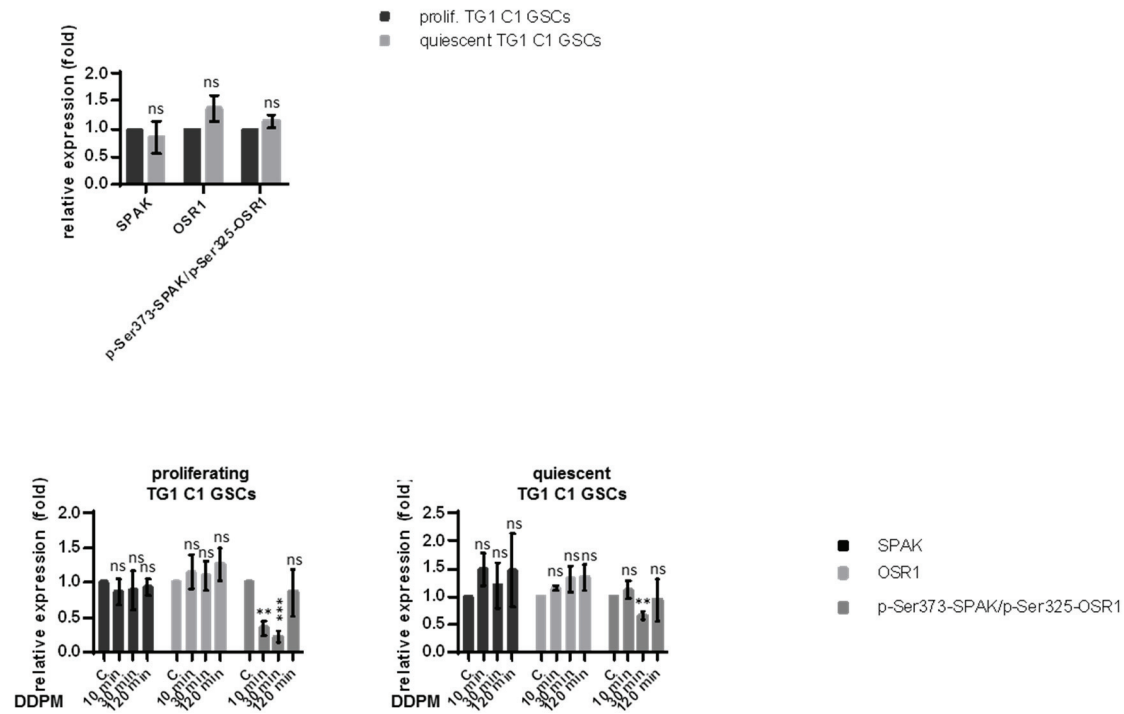 prolif. TG1 C1 GSCs
quiescent TG1 C1 GSCs
relative expression (fold)
2.0
1.5
1.0
0.5
0.0
ns
ns
ns
SPAK
OSR1
p-Ser373-SPAK/p-Ser325-OSR1
proliferating
TG1 C1 GSCs
relative expression (fold)
2.0
1.5
1.0
0.5
0.0
ns ns ns
ns ns ns
** *** ns
C 10 min 30 min 120 min
C 10 min 30 min 120 min
C 10 min 30 min 120 min
DDPM
quiescent
TG1 C1 GSCs
relative expression (fold)
2.5
2.0
1.5
1.0
0.5
0.0
ns ns ns
ns ns ns
ns ** ns
C 10 min 30 min 120 min
C 10 min 30 min 120 min
C 10 min 30 min 120 min
DDPM
SPAK
OSR1
p-Ser373-SPAK/p-Ser325-OSR1